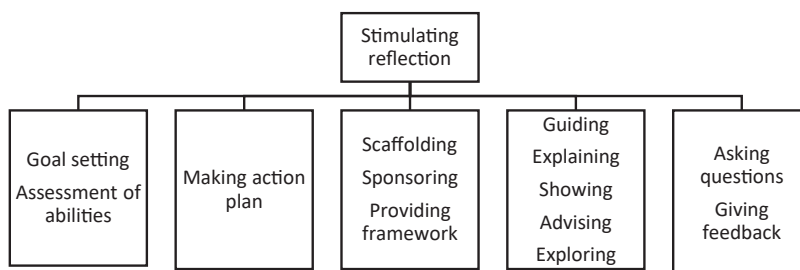 Stimulating
reflection
Goal setting
Assessment of
abilities
Making action
plan
Scaffolding
Sponsoring
Providing
framework
Guiding
Explaining
Showing
Advising
Exploring
Asking
questions
Giving
feedback